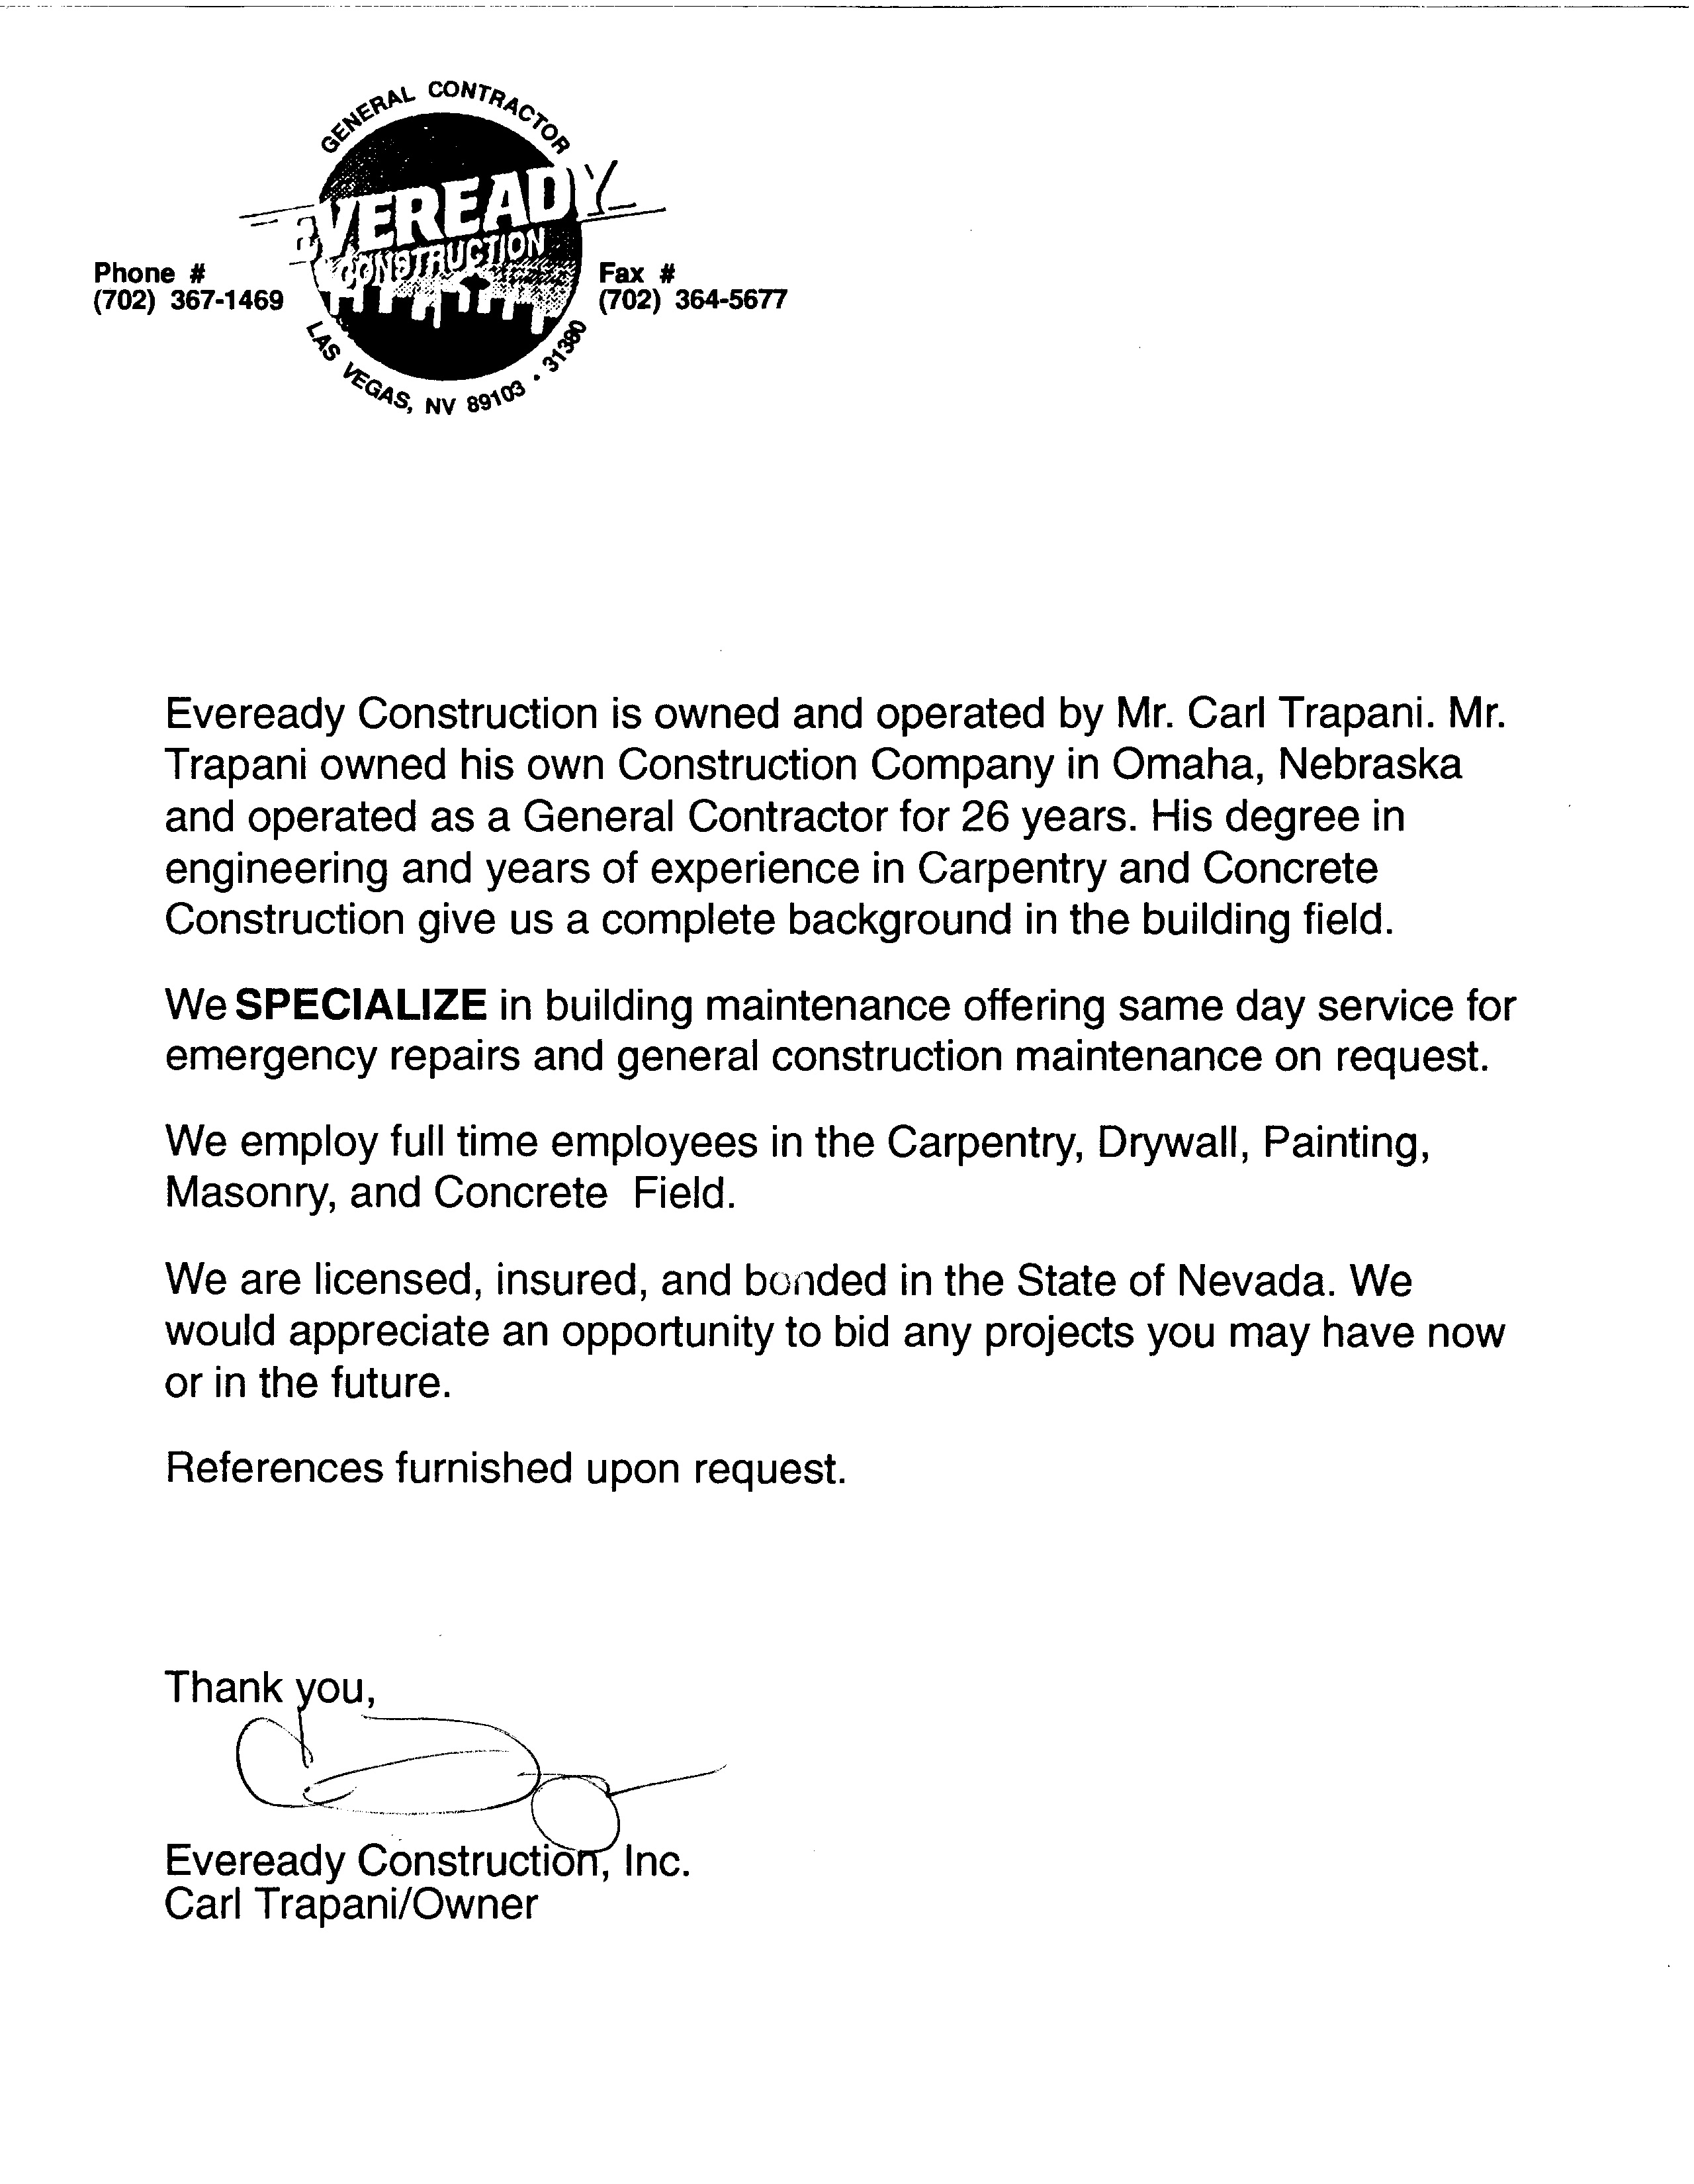 GENERAL CONTRACTOR
EVEREADY
CONSTRUCTION
Phone #
(702) 367-1469
Fax #
(702) 364-5677
LAS VEGAS, NV 89103 • 31380
Eveready Construction is owned and operated by Mr. Carl Trapani. Mr.
Trapani owned his own Construction Company in Omaha, Nebraska
and operated as a General Contractor for 26 years. His degree in
engineering and years of experience in Carpentry and Concrete
Construction give us a complete background in the building field.
We SPECIALIZE in building maintenance offering same day service for
emergency repairs and general construction maintenance on request.
We employ full time employees in the Carpentry, Drywall, Painting,
Masonry, and Concrete Field.
We are licensed, insured, and bonded in the State of Nevada. We
would appreciate an opportunity to bid any projects you may have now
or in the future.
References furnished upon request.
Thank you,
Eveready Construction, Inc.
Carl Trapani/Owner